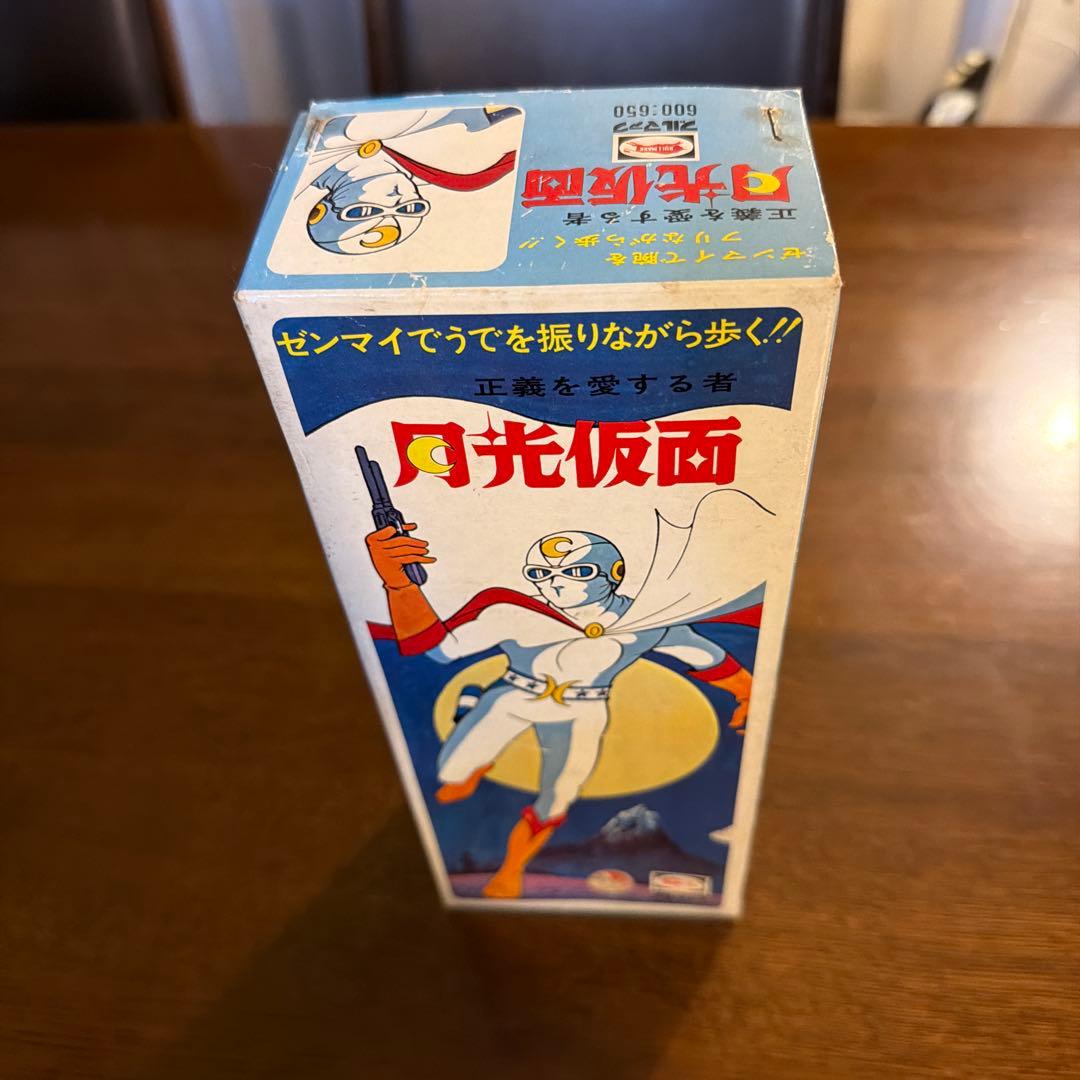 ゼンマイで腕を
フリながら歩く!!
正義を愛する者
月光仮面
BULLMARK
ブルマァク
600:650
ゼンマイでうでを振りながら歩く!!
正義を愛する者
月光仮面